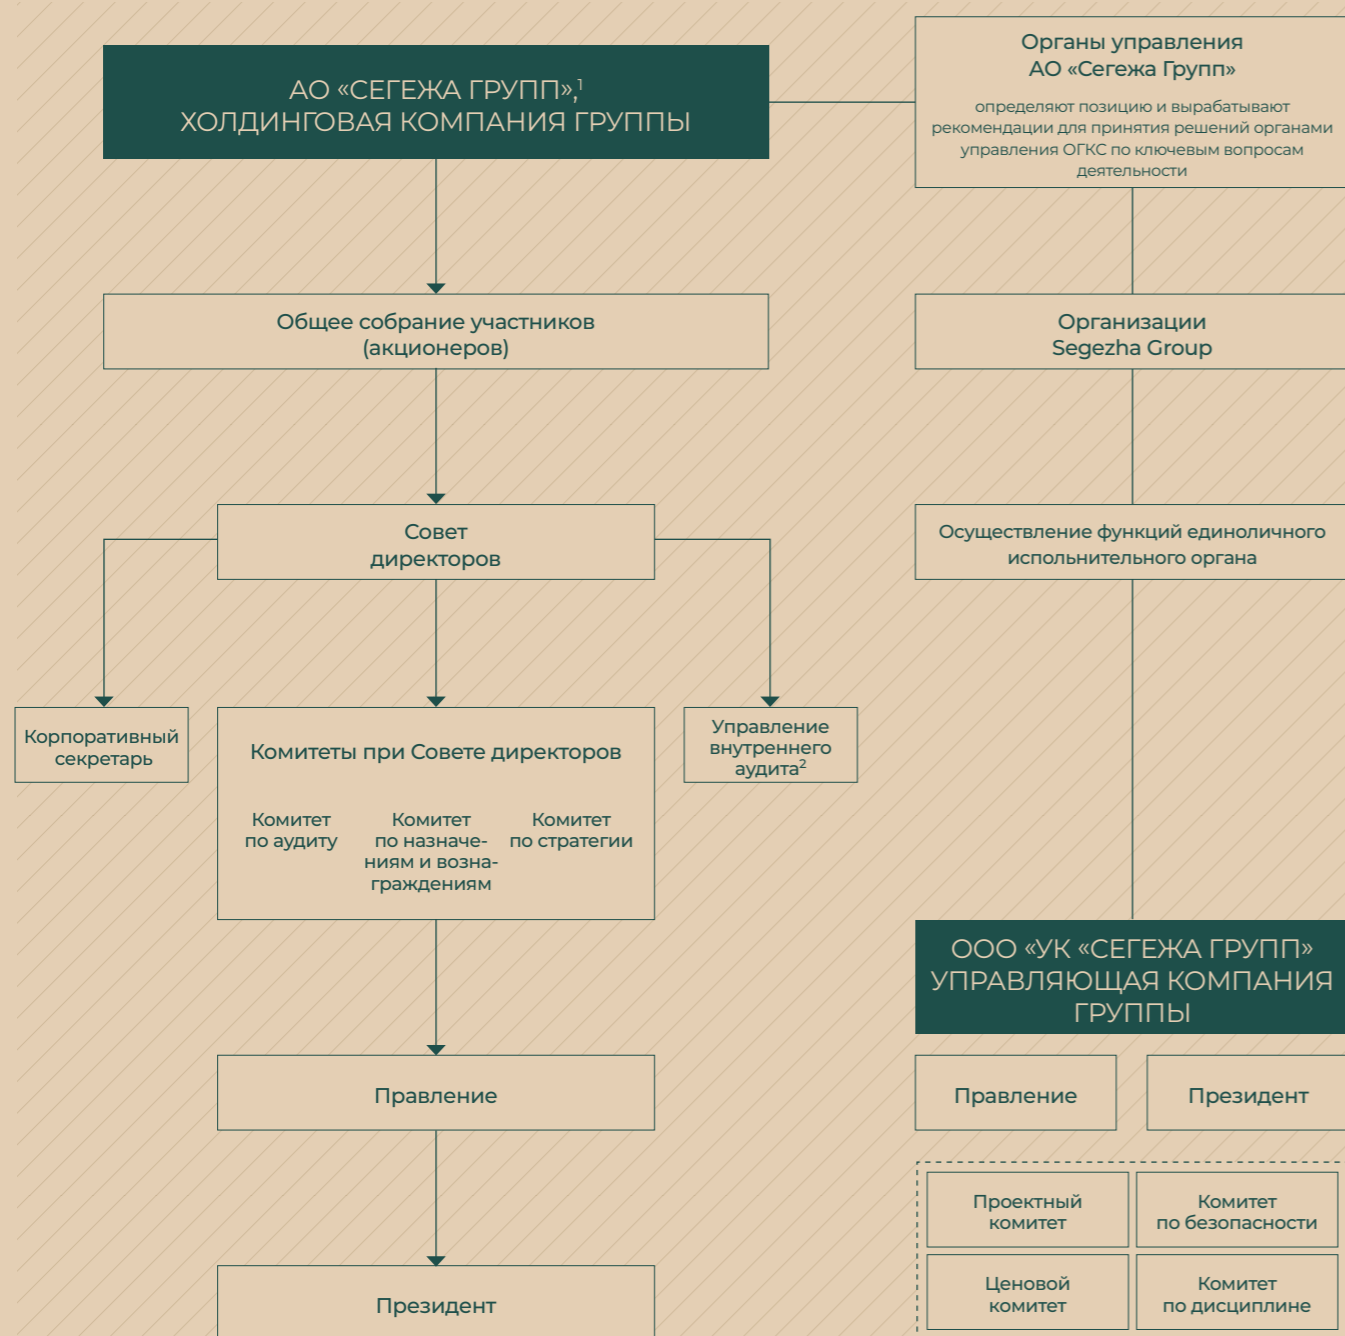 АО «СЕГЕЖА ГРУПП»,¹
ХОЛДИНГОВАЯ КОМПАНИЯ ГРУППЫ
Общее собрание участников
(акционеров)
Совет
директоров
Корпоративный
секретарь
Комитеты при Совете директоров
Комитет
по аудиту
Комитет
по назначе-
ниям и возна-
граждениям
Комитет
по стратегии
Управление
внутреннего
аудита²
Правление
Президент
Органы управления
АО «Сегежа Групп»
определяют позицию и вырабатывают
рекомендации для принятия решений органами
управления ОГКС по ключевым вопросам
деятельности
Организации
Segezha Group
Осуществление функций единоличного
испольнительного органа
ООО «УК «СЕГЕЖА ГРУПП»
УПРАВЛЯЮЩАЯ КОМПАНИЯ
ГРУППЫ
Правление
Президент
Проектный
комитет
Комитет
по безопасности
Ценовой
комитет
Комитет
по дисциплине